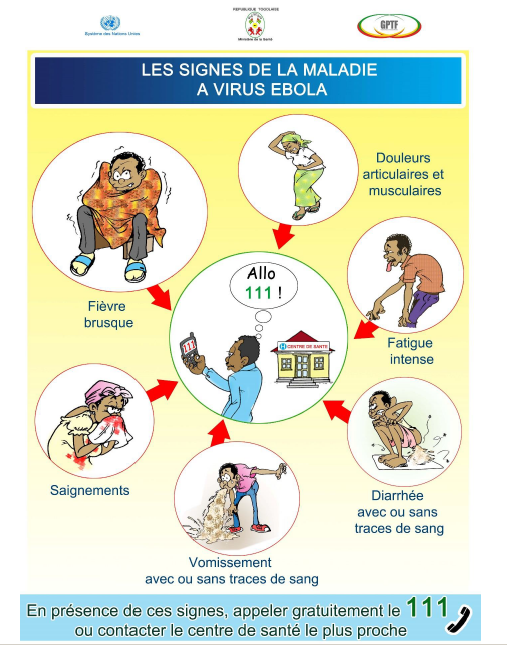 Système des Nations Unies
REPUBLIQUE TOGOLAISE
Ministère de la Santé
GPTF
LES SIGNES DE LA MALADIE
A VIRUS EBOLA
Douleurs
articulaires et
musculaires
Allo
111 !
111
CENTRE DE SANTE
Fièvre
brusque
Fatigue
intense
Saignements
Diarrhée
avec ou sans
traces de sang
Vomissement
avec ou sans traces de sang
En présence de ces signes, appeler gratuitement le 111
ou contacter le centre de santé le plus proche